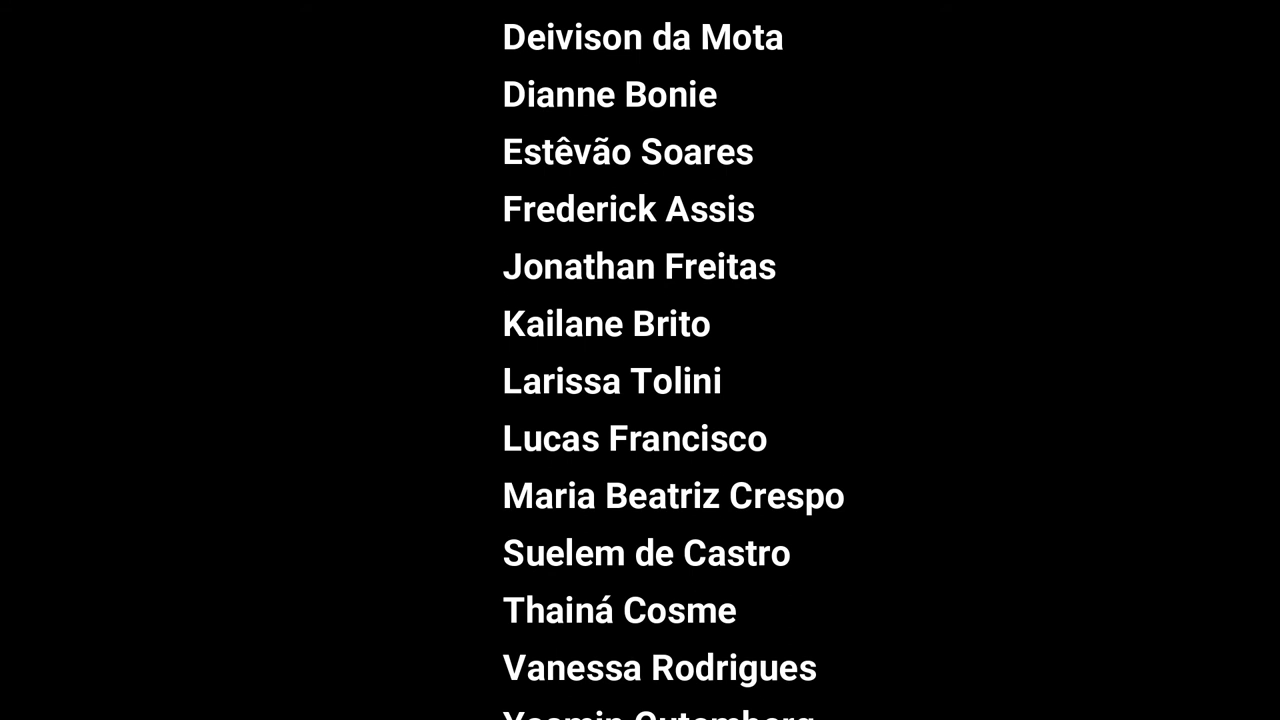 Deivison da Mota
Dianne Bonie
Estêvão Soares
Frederick Assis
Jonathan Freitas
Kailane Brito
Larissa Tolini
Lucas Francisco
Maria Beatriz Crespo
Suelem de Castro
Thainá Cosme
Vanessa Rodrigues